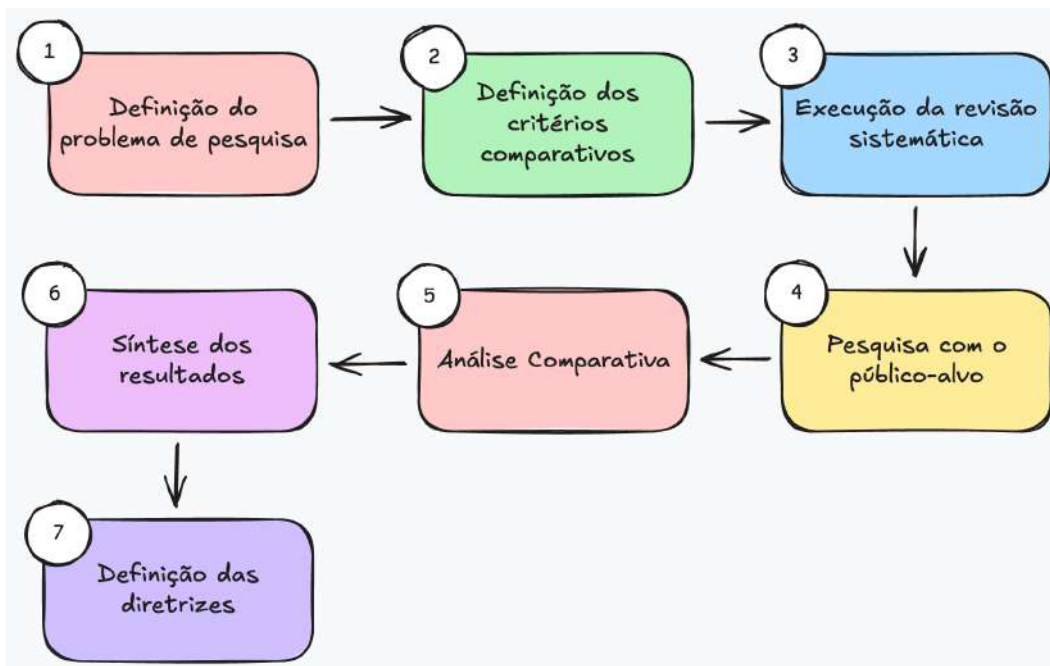 1
Definição do
problema de pesquisa
2
Definição dos
critérios
comparativos
3
Execução da revisão
sistemática
4
Pesquisa com o
público-alvo
5
Análise Comparativa
6
Síntese dos
resultados
7
Definição das
diretrizes